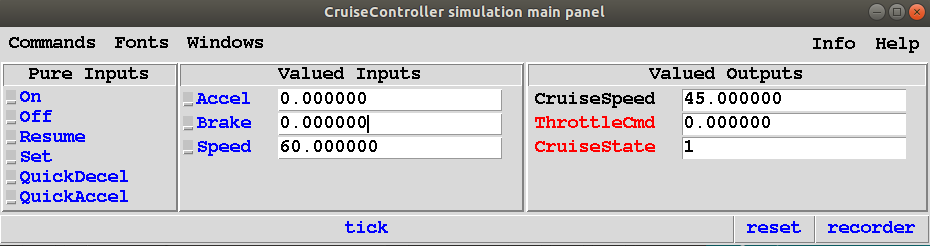 CruiseController simulation main panel
Commands Fonts Windows Info Help
Pure Inputs
On
Off
Resume
Set
QuickDecel
QuickAccel
Valued Inputs
Accel 0.000000
Brake 0.000000
Speed 60.000000
Valued Outputs
CruiseSpeed 45.000000
ThrottleCmd 0.000000
CruiseState 1
tick reset recorder